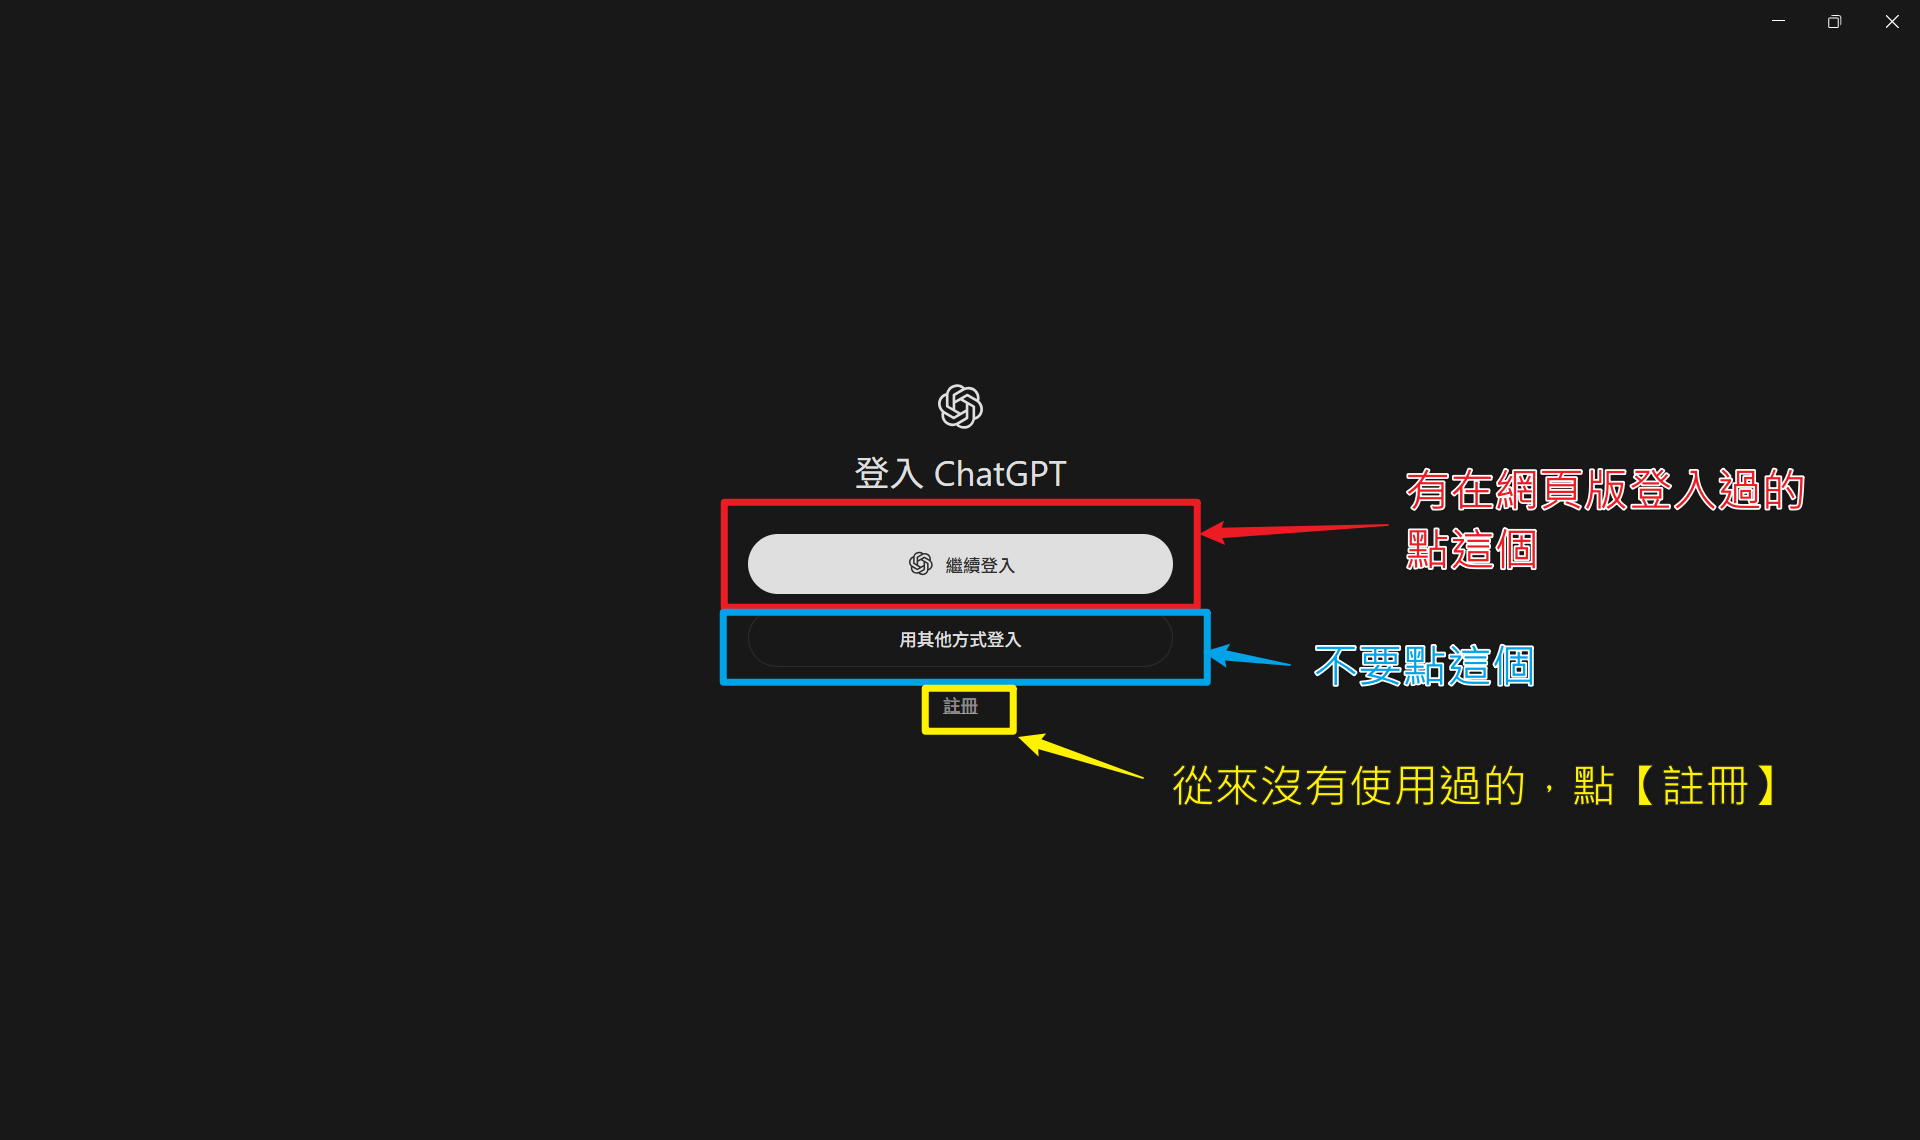 登入 ChatGPT
有在網頁版登入過的
點這個
繼續登入
用其他方式登入
不要點這個
註冊
從來沒有使用過的，點【註冊】